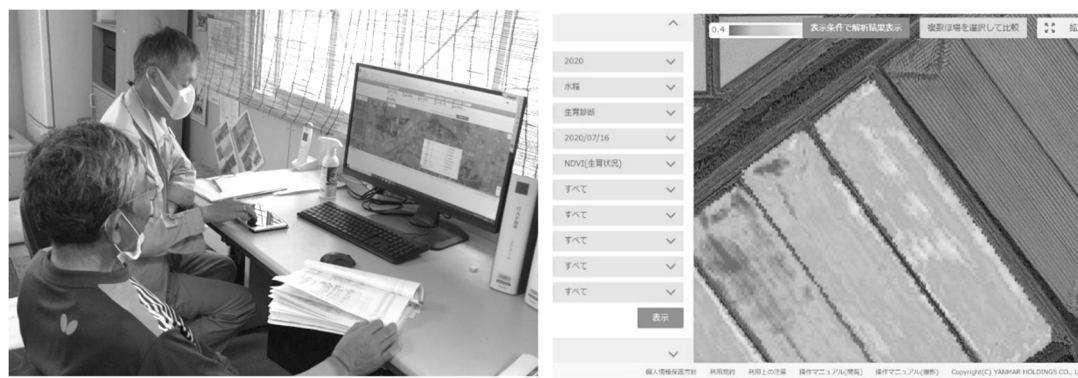 2020
水稲
生育診断
2020/07/16
NDVI(生育状況)
すべて
すべて
すべて
すべて
すべて
表示
0.4
表示条件で解析結果表示
複数ほ場を選択して比較
拡
個人情報保護方針 利用規約 利用上の注意 操作マニュアル(閲覧) 操作マニュアル(撮影) Copyright(C) YANMAR HOLDINGS CO., L